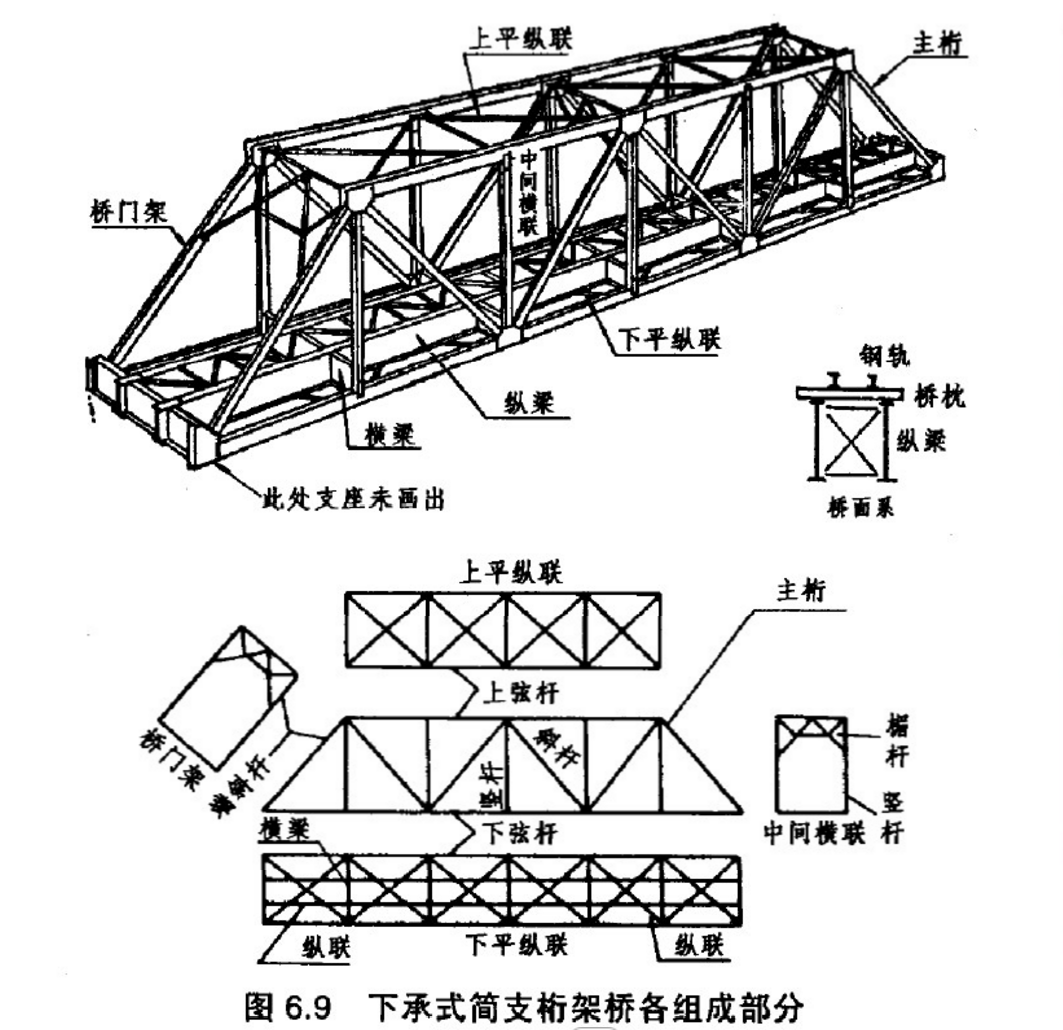 上平纵联
主桁
中间横联
桥门架
下平纵联
钢轨
桥枕
纵梁
纵梁
横梁
此处支座未画出
桥面系
上平纵联
主桁
上弦杆
斜杆
楣杆
桥门架
竖杆
竖杆
横梁
下弦杆
中间横联
纵联
下平纵联
纵联
图 6.9 下承式简支桁架桥各组成部分